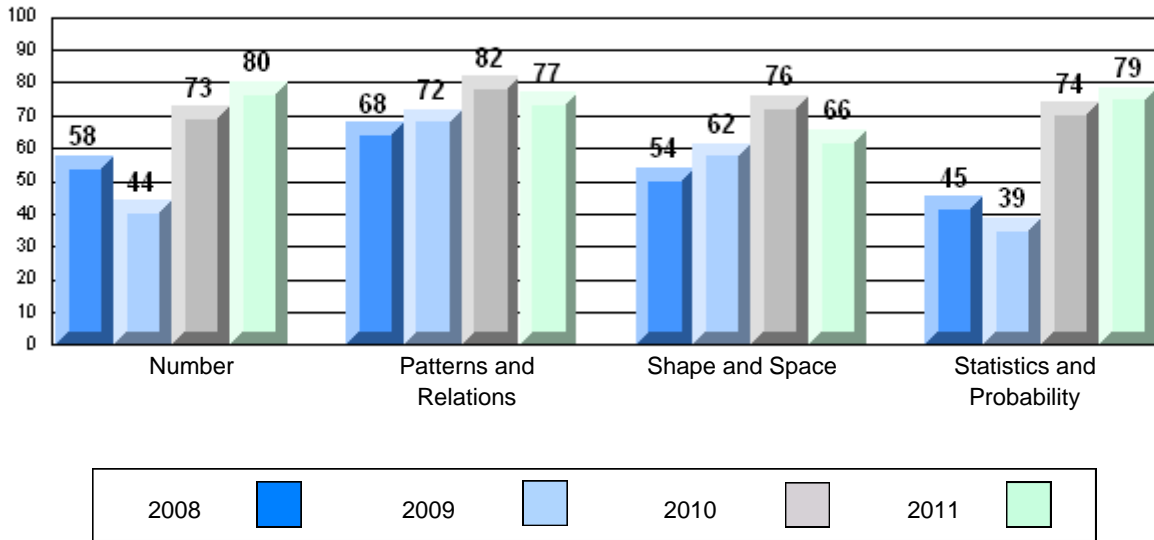 100
90
80
70
60
50
40
30
20
10
0
58 44 73 80
68 72 82 77
54 62 76 66
45 39 74 79
Number
Patterns and
Relations
Shape and Space
Statistics and
Probability
2008 2009 2010 2011